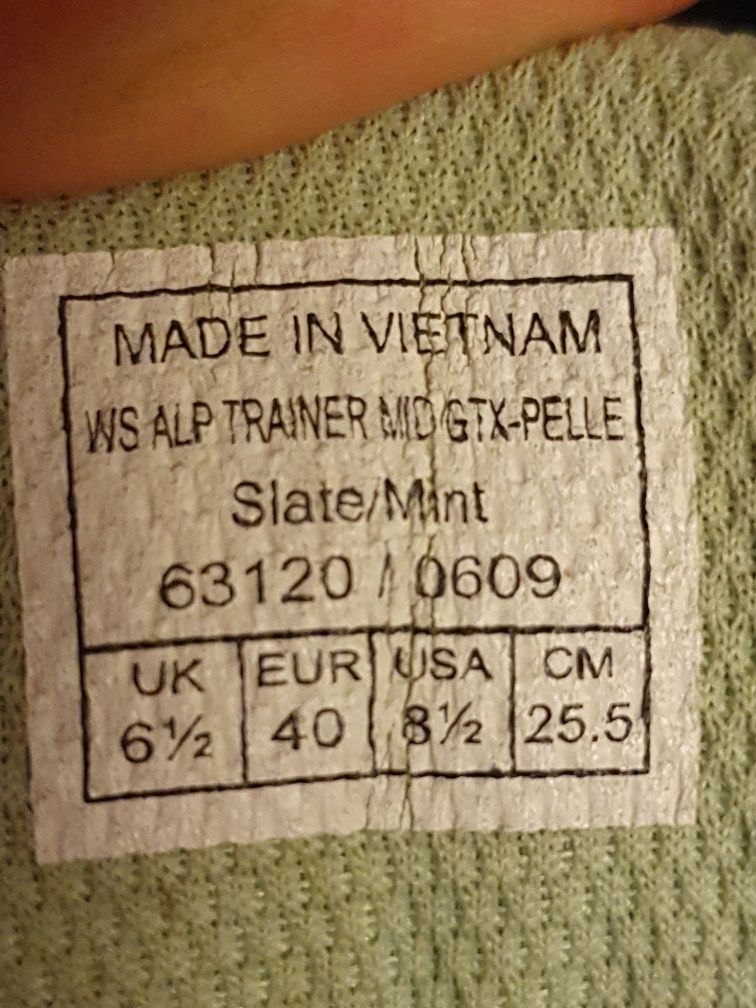 MADE IN VIETNAM
WS ALP TRAINER MID GTX-PELLE
Slate/Mint
63120 / 0609
UK EUR USA CM
6½ 40 8½ 25.5